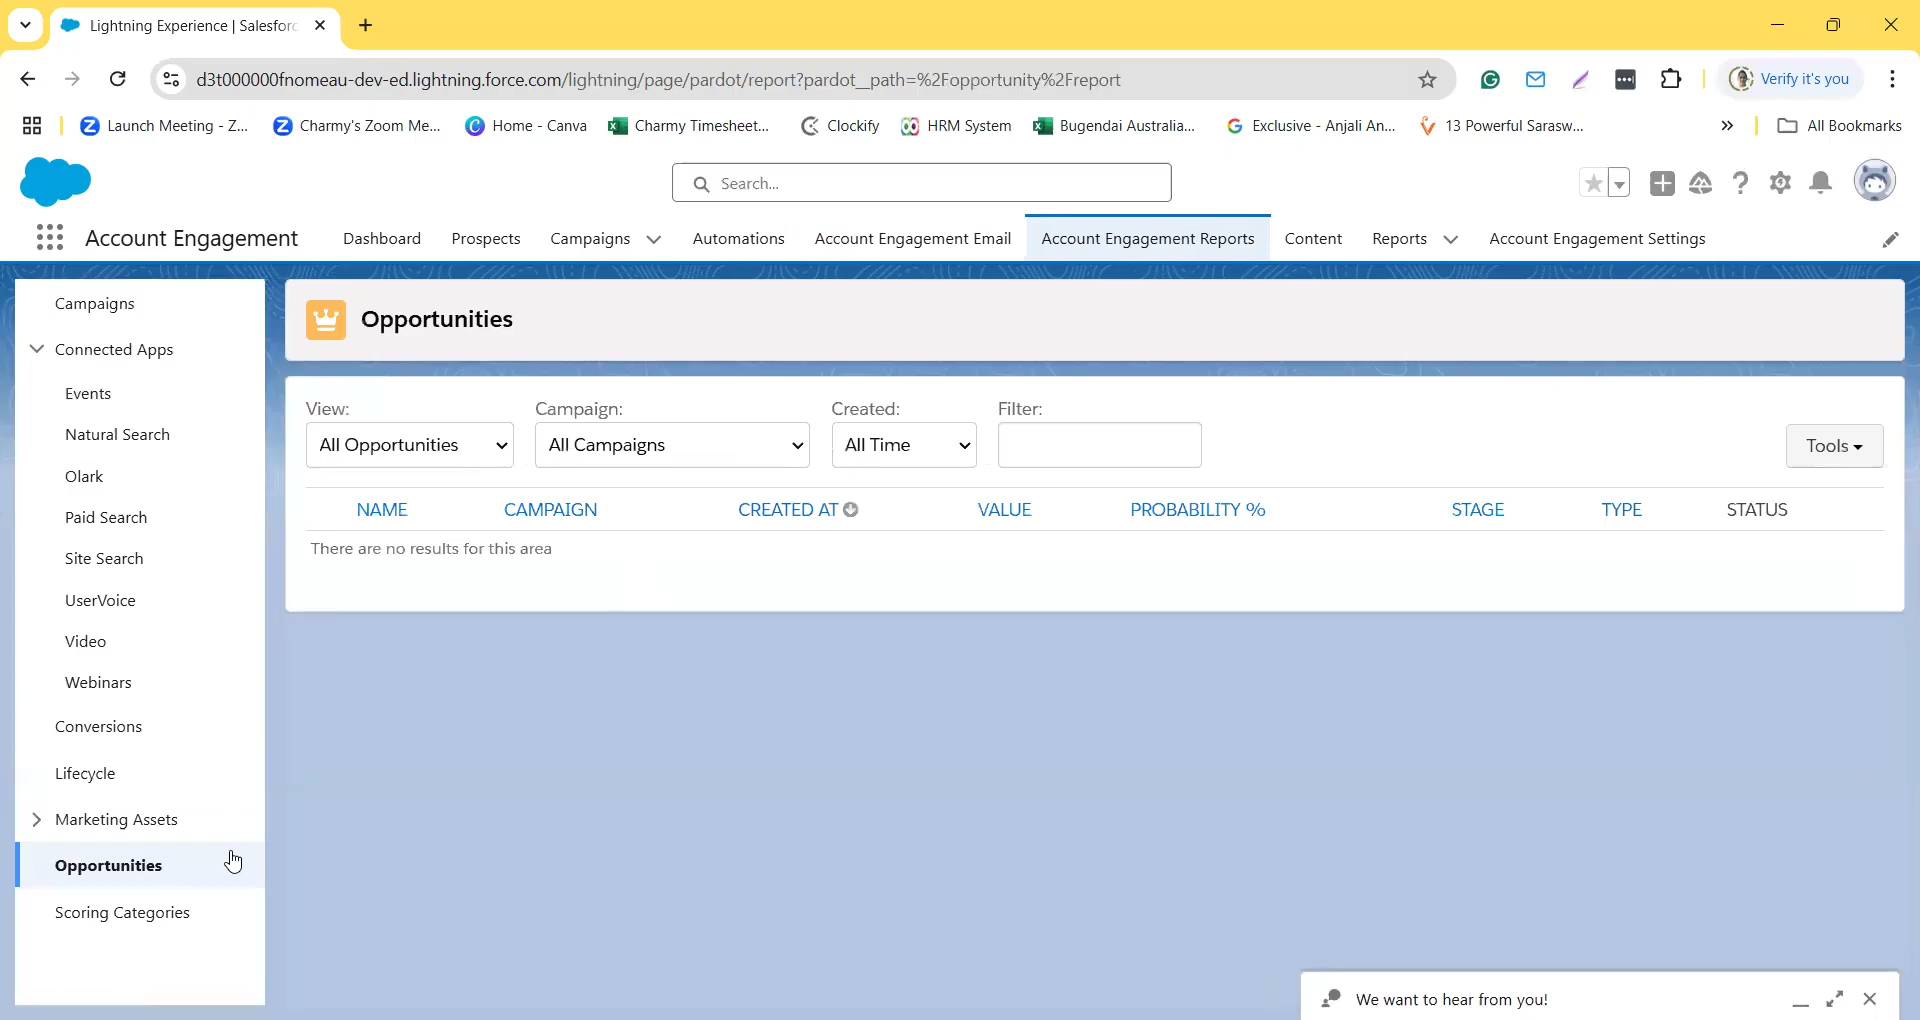 Lightning Experience | Salesforc
d3t000000fnomeau-dev-ed.lightning.force.com/lightning/page/pardot/report?pardot__path=%2Fopportunity%2Freport
Verify it's you
Launch Meeting - Z...
Charmy's Zoom Me...
Home - Canva
Charmy Timesheet...
Clockify
HRM System
Bugendai Australia...
Exclusive - Anjali An...
13 Powerful Sarasw...
All Bookmarks
Search...
Account Engagement
Dashboard
Prospects
Campaigns
Automations
Account Engagement Email
Account Engagement Reports
Content
Reports
Account Engagement Settings
Campaigns
Connected Apps
Events
Natural Search
Olark
Paid Search
Site Search
UserVoice
Video
Webinars
Conversions
Lifecycle
Marketing Assets
Opportunities
Scoring Categories
Opportunities
View:
Campaign:
Created:
Filter:
All Opportunities
All Campaigns
All Time
Tools
NAME
CAMPAIGN
CREATED AT
VALUE
PROBABILITY %
STAGE
TYPE
STATUS
There are no results for this area
We want to hear from you!